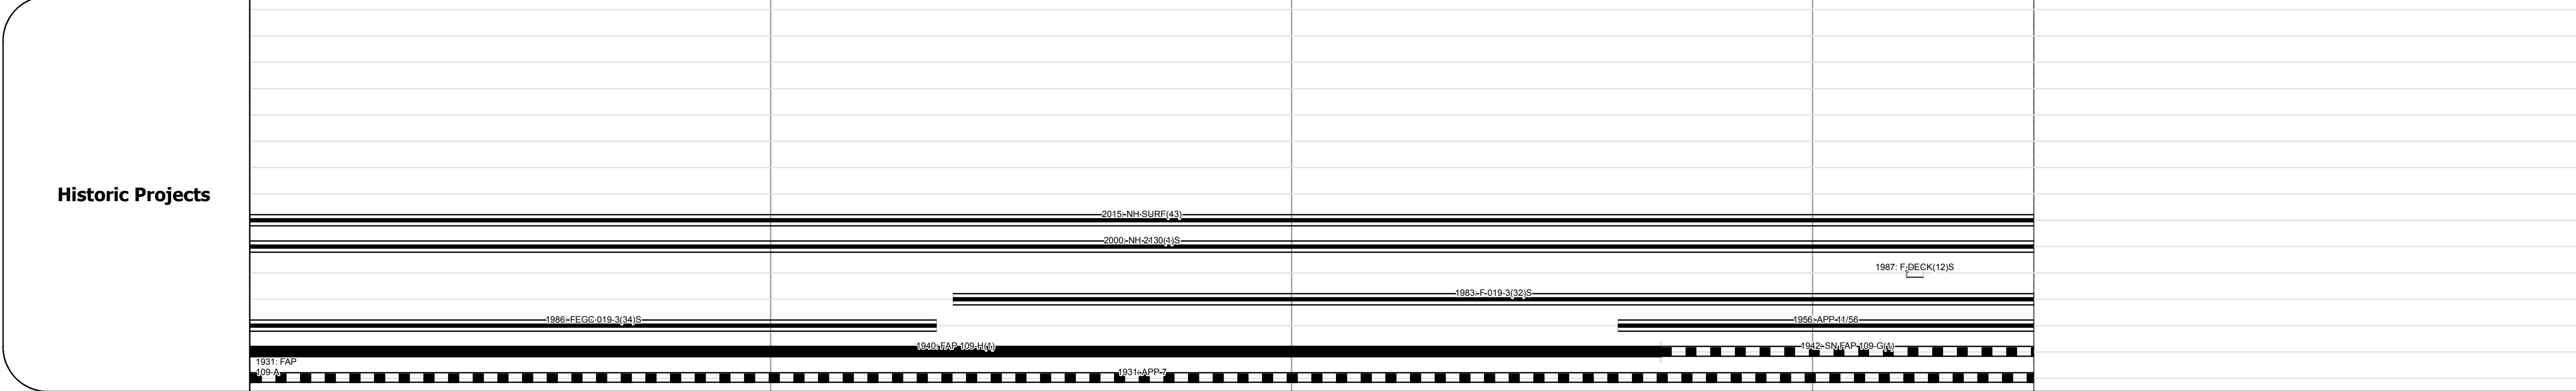 Historic Projects
2015: NH-SURF(43)
2000: NH-2130(4)S
1987: F-DECK(12)S
1983: F-019-3(32)S
1986: FEGC-019-3(34)S
1956: APP-11/56
1940: FAP 109-H(1)
1942: SN FAP 109-G(1)
1931: FAP
109-A
1931: APP-7